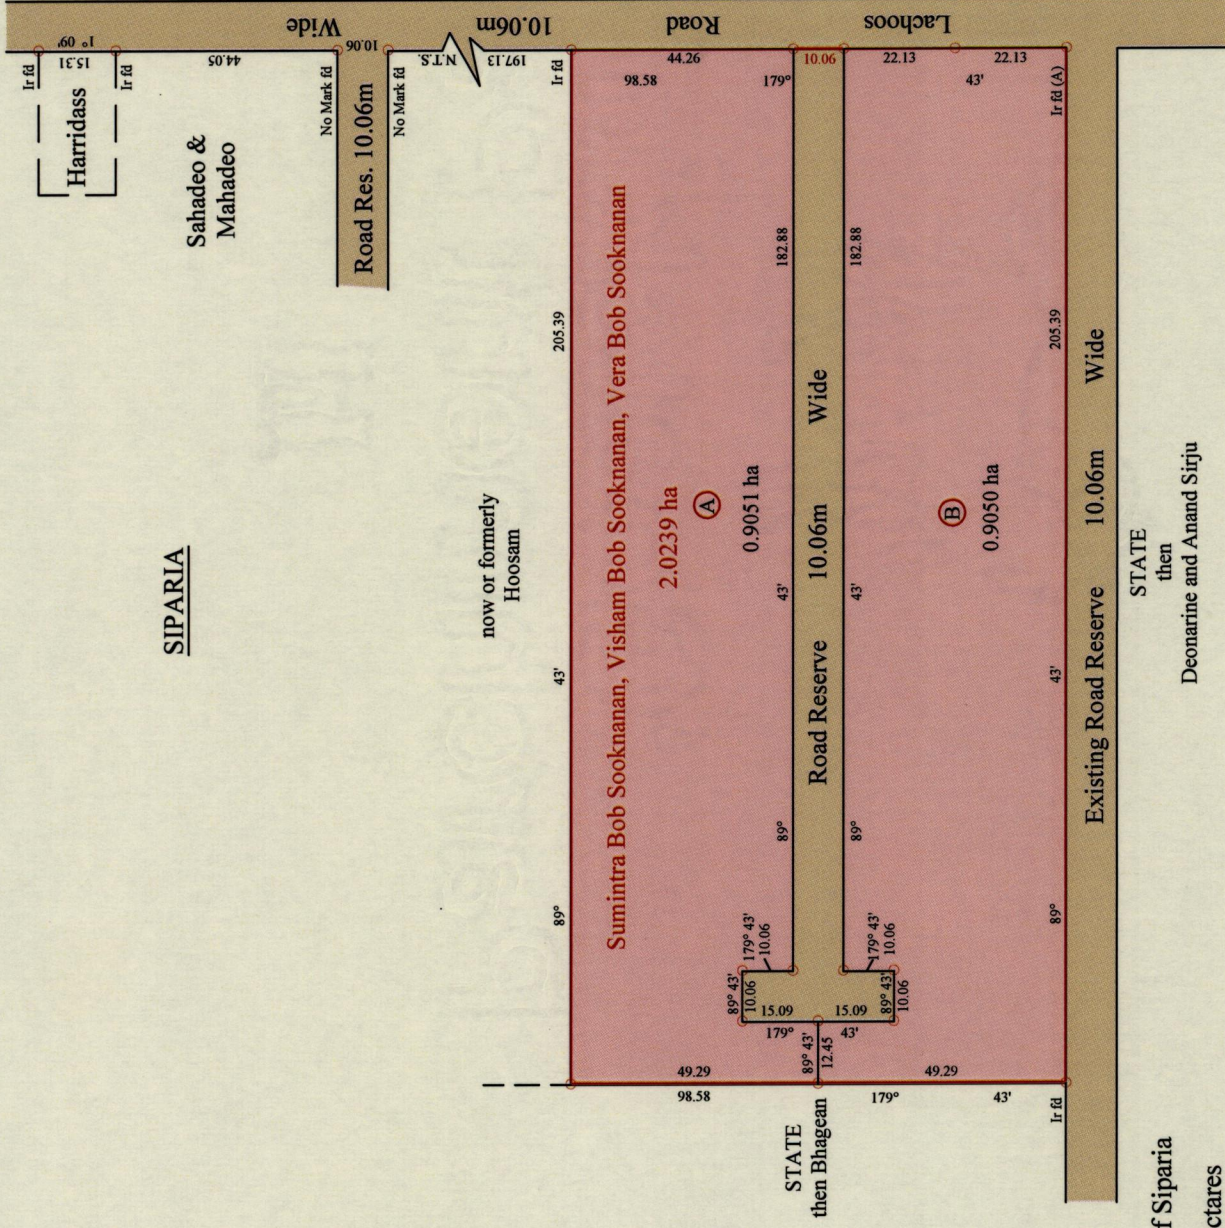 Wide
10.06m
Road
Lachoos
1° 09'
15.31
44.05
10.06
N.T.S.
197.13
44.26
98.58
179°
10.06
22.13
22.13
43'
Ir fd
Ir fd
No Mark fd
No Mark fd
Ir fd
Ir fd (A)
Harridass
Sahadeo &
Mahadeo
Road Res. 10.06m
SIPARIA
now or formerly
Hoosam
205.39
43'
89°
Sumintra Bob Sooknanan, Visham Bob Sooknanan, Vera Bob Sooknanan
2.0239 ha
A
0.9051 ha
182.88
43'
89°
Road Reserve 10.06m Wide
182.88
43'
89°
B
0.9050 ha
205.39
43'
89°
Existing Road Reserve 10.06m Wide
STATE
then
Deonarine and Anand Sirju
179° 43'
10.06
89° 43'
10.06
15.09
15.09
179°
43'
179° 43'
10.06
89° 43'
10.06
89° 43'
12.45
49.29
49.29
98.58
179°
43'
Ir fd
STATE
then Bhagean
f Siparia
ctares